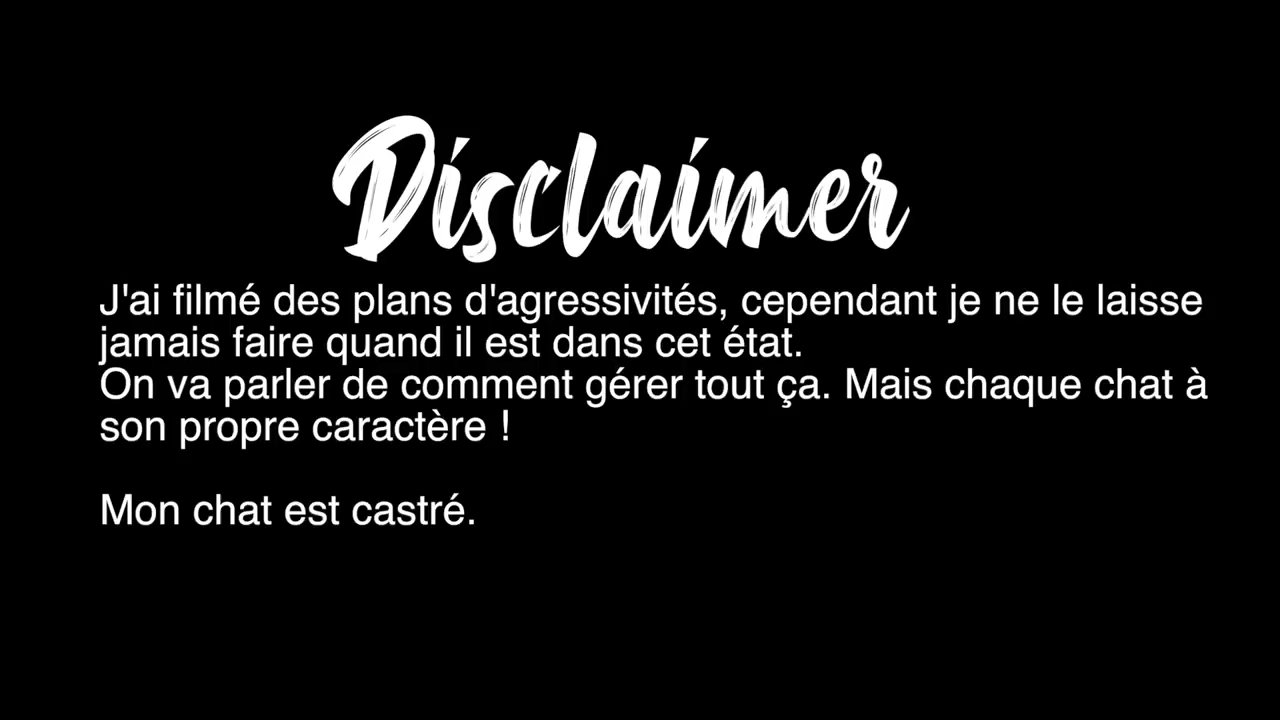 Disclaimer
J'ai filmé des plans d'agressivités, cependant je ne le laisse
jamais faire quand il est dans cet état.
On va parler de comment gérer tout ça. Mais chaque chat à
son propre caractère !
Mon chat est castré.